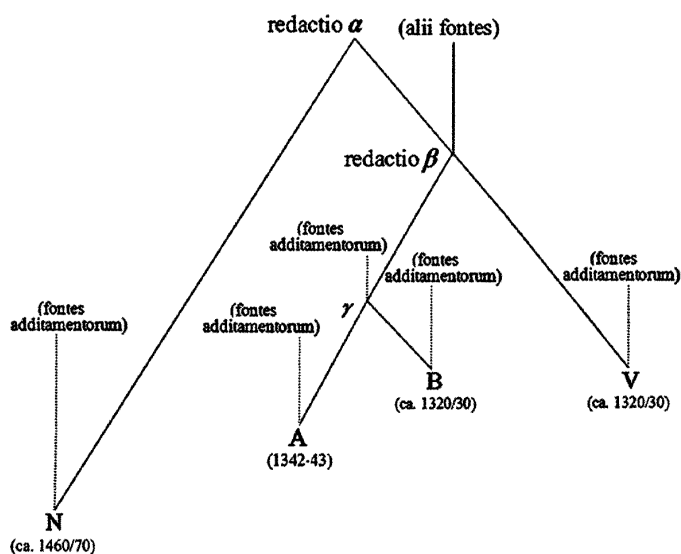 redactio α
(alii fontes)
redactio β
(fontes
additamentorum)
(fontes
additamentorum)
(fontes
additamentorum)
(fontes
additamentorum)
(fontes
additamentorum)
γ
B
(ca. 1320/30)
V
(ca. 1320/30)
A
(1342-43)
N
(ca. 1460/70)